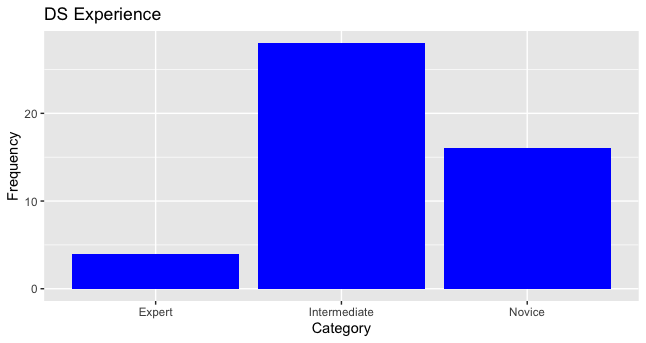 DS Experience
Frequency
20
10
0
Expert Intermediate Novice
Category